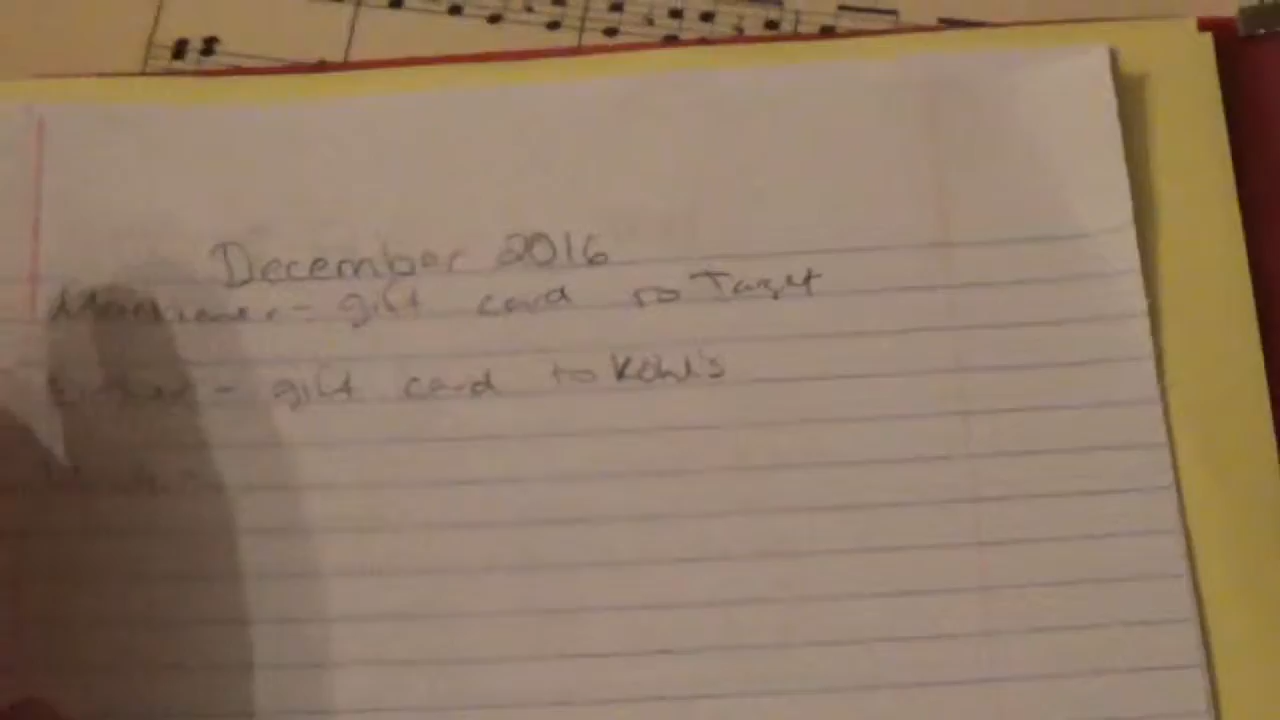 December 2016
- gift card to Target
- gift card to Kohl's